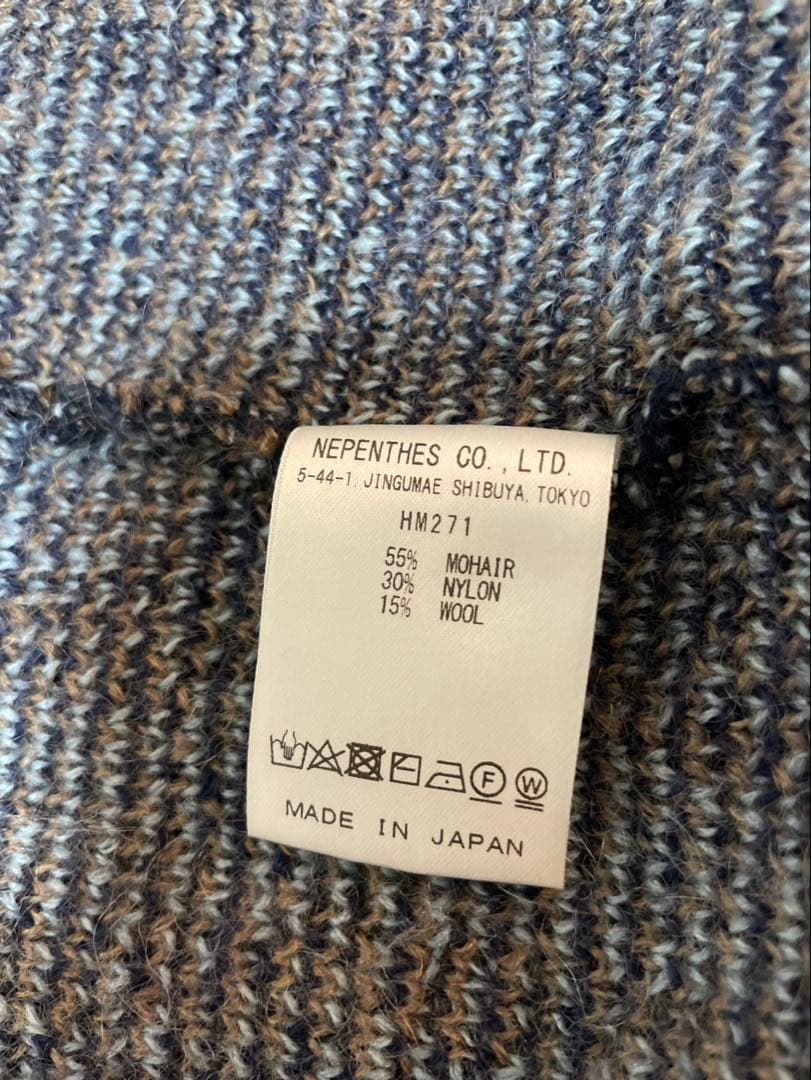 NEPENTHES CO., LTD.
5-44-1. JINGUMAE SHIBUYA. TOKYO
HM271
55% MOHAIR
30% NYLON
15% WOOL
F W
MADE IN JAPAN